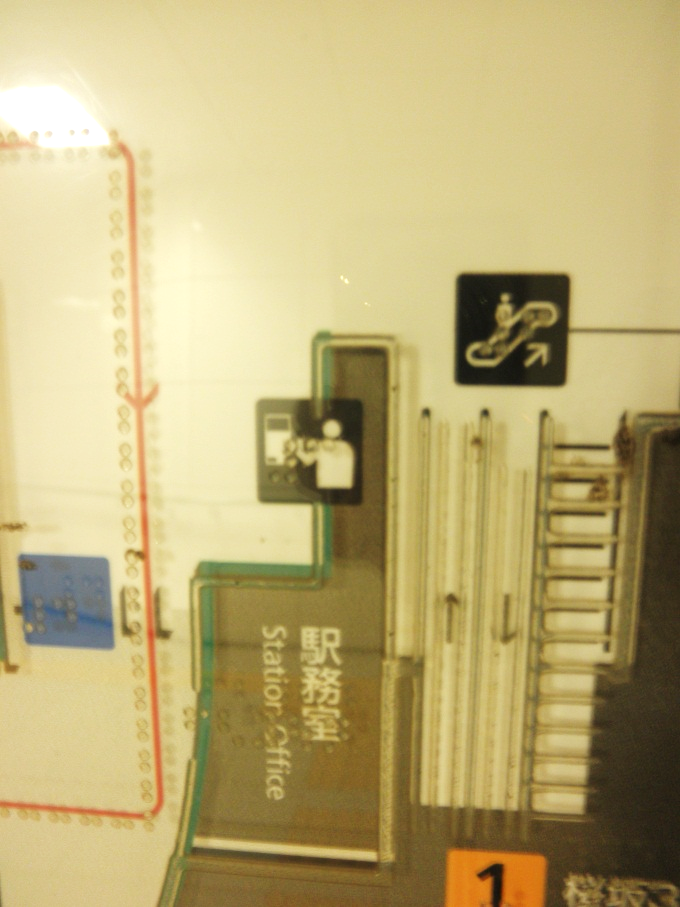 駅務室
Station Office
1